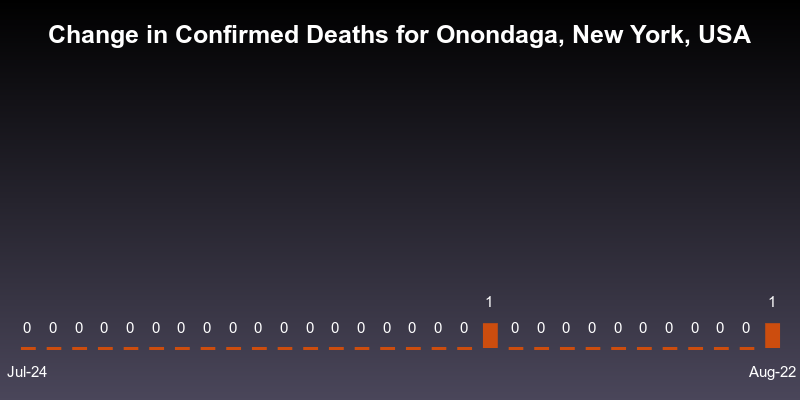 Change in Confirmed Deaths for Onondaga, New York, USA
1 1
0 0 0 0 0 0 0 0 0 0 0 0 0 0 0 0 0 0 0 0 0 0 0 0 0 0 0 0
Jul-24 Aug-22